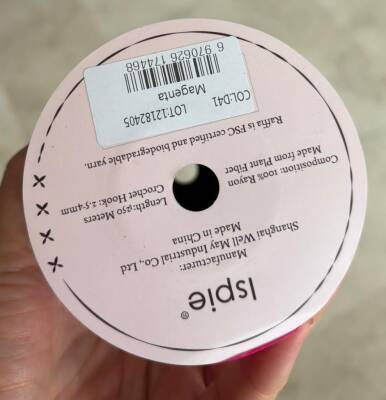 Ispie®
Manufacturer:
Shanghai Well May Industrial Co., Ltd
Made in China
Composition: 100% Rayon
Made from Plant Fiber
Length: 250 Meters
Crochet Hook: 2.5-4mm
Raffia is FSC certified and biodegradable yarn.
COL-D41
LOT:12182405
Magenta
6 970626 174468